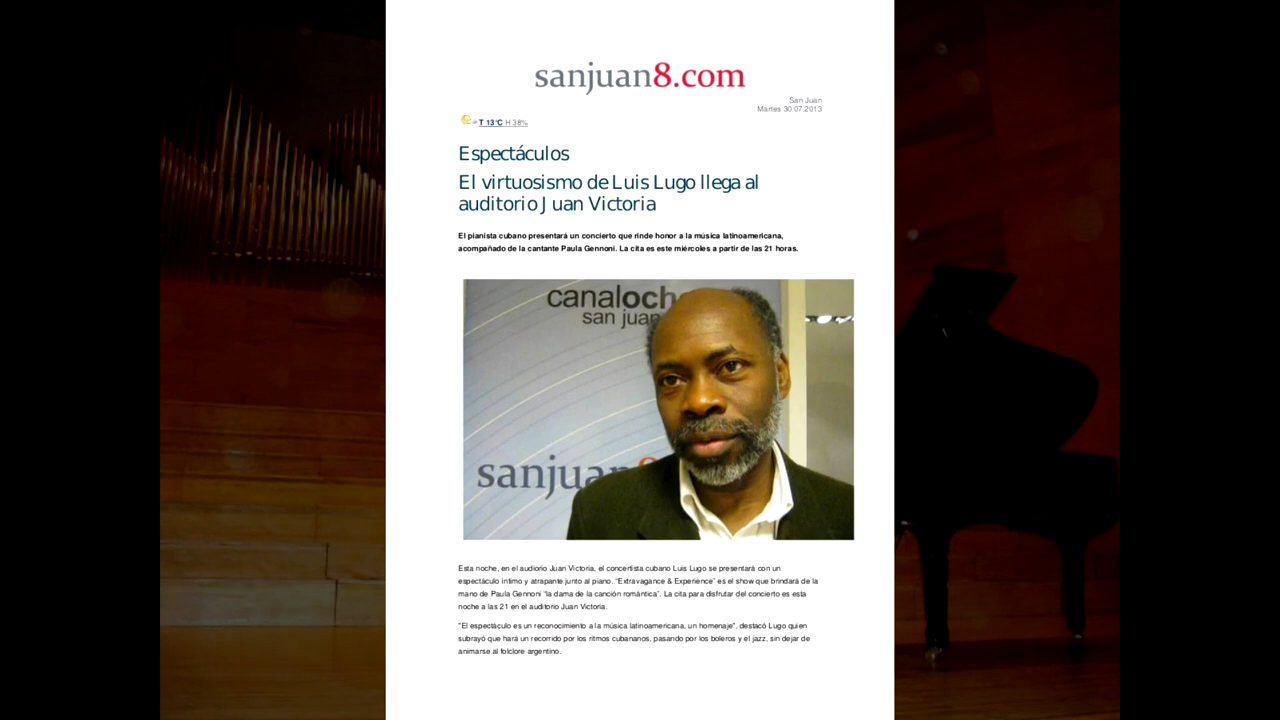 sanjuan8.com
San Juan
Martes 30.07.2013
T 13°C H 38%
Espectáculos
El virtuosismo de Luis Lugo llega al
auditorio Juan Victoria
El pianista cubano presentará un concierto que rinde honor a la música latinoamericana,
acompañado de la cantante Paula Gennoni. La cita es este miércoles a partir de las 21 horas.
canaloch
san juan
sanjua8
Esta noche, en el audiorio Juan Victoria, el concertista cubano Luis Lugo se presentará con un
espectáculo íntimo y atrapante junto al piano. "Extravagance & Experience" es el show que brindará de la
mano de Paula Gennoni "la dama de la canción romántica". La cita para disfrutar del concierto es esta
noche a las 21 en el auditorio Juan Victoria.
"El espectáculo es un reconocimiento a la música latinoamericana, un homenaje", destacó Lugo quien
subrayó que hará un recorrido por los ritmos cubananos, pasando por los boleros y el jazz, sin dejar de
animarse al folclore argentino.